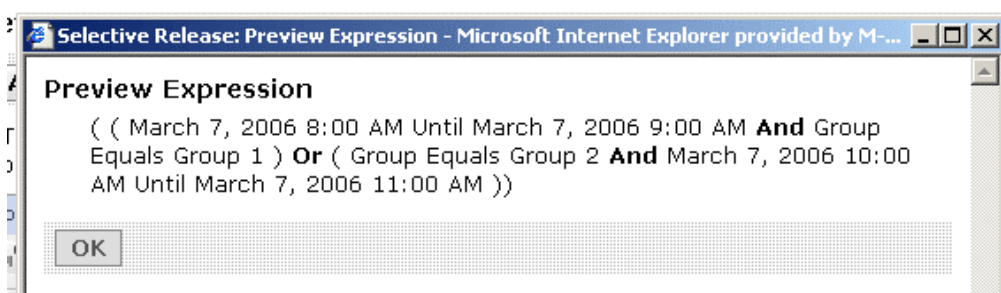 Selective Release: Preview Expression - Microsoft Internet Explorer provided by M-...
Preview Expression
( ( March 7, 2006 8:00 AM Until March 7, 2006 9:00 AM And Group
Equals Group 1 ) Or ( Group Equals Group 2 And March 7, 2006 10:00
AM Until March 7, 2006 11:00 AM ))
OK